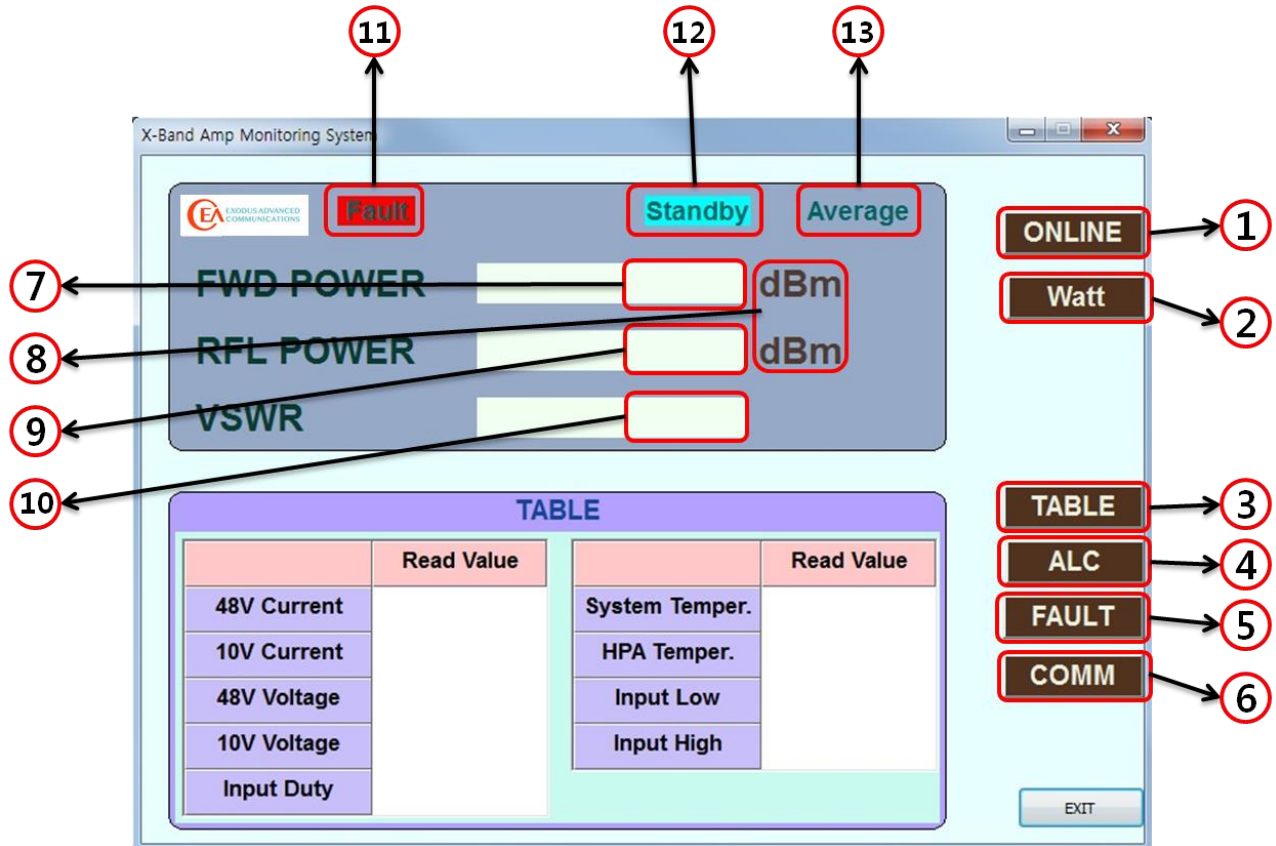 11 12 13
X-Band Amp Monitoring System
EXODUS ADVANCED
COMMUNICATIONS
Fault Standby Average
FWD POWER dBm
RFL POWER dBm
VSWR
ONLINE 1
Watt 2
7
8
9
10
TABLE
Read Value
48V Current
10V Current
48V Voltage
10V Voltage
Input Duty
Read Value
System Temper.
HPA Temper.
Input Low
Input High
TABLE 3
ALC 4
FAULT 5
COMM 6
EXIT